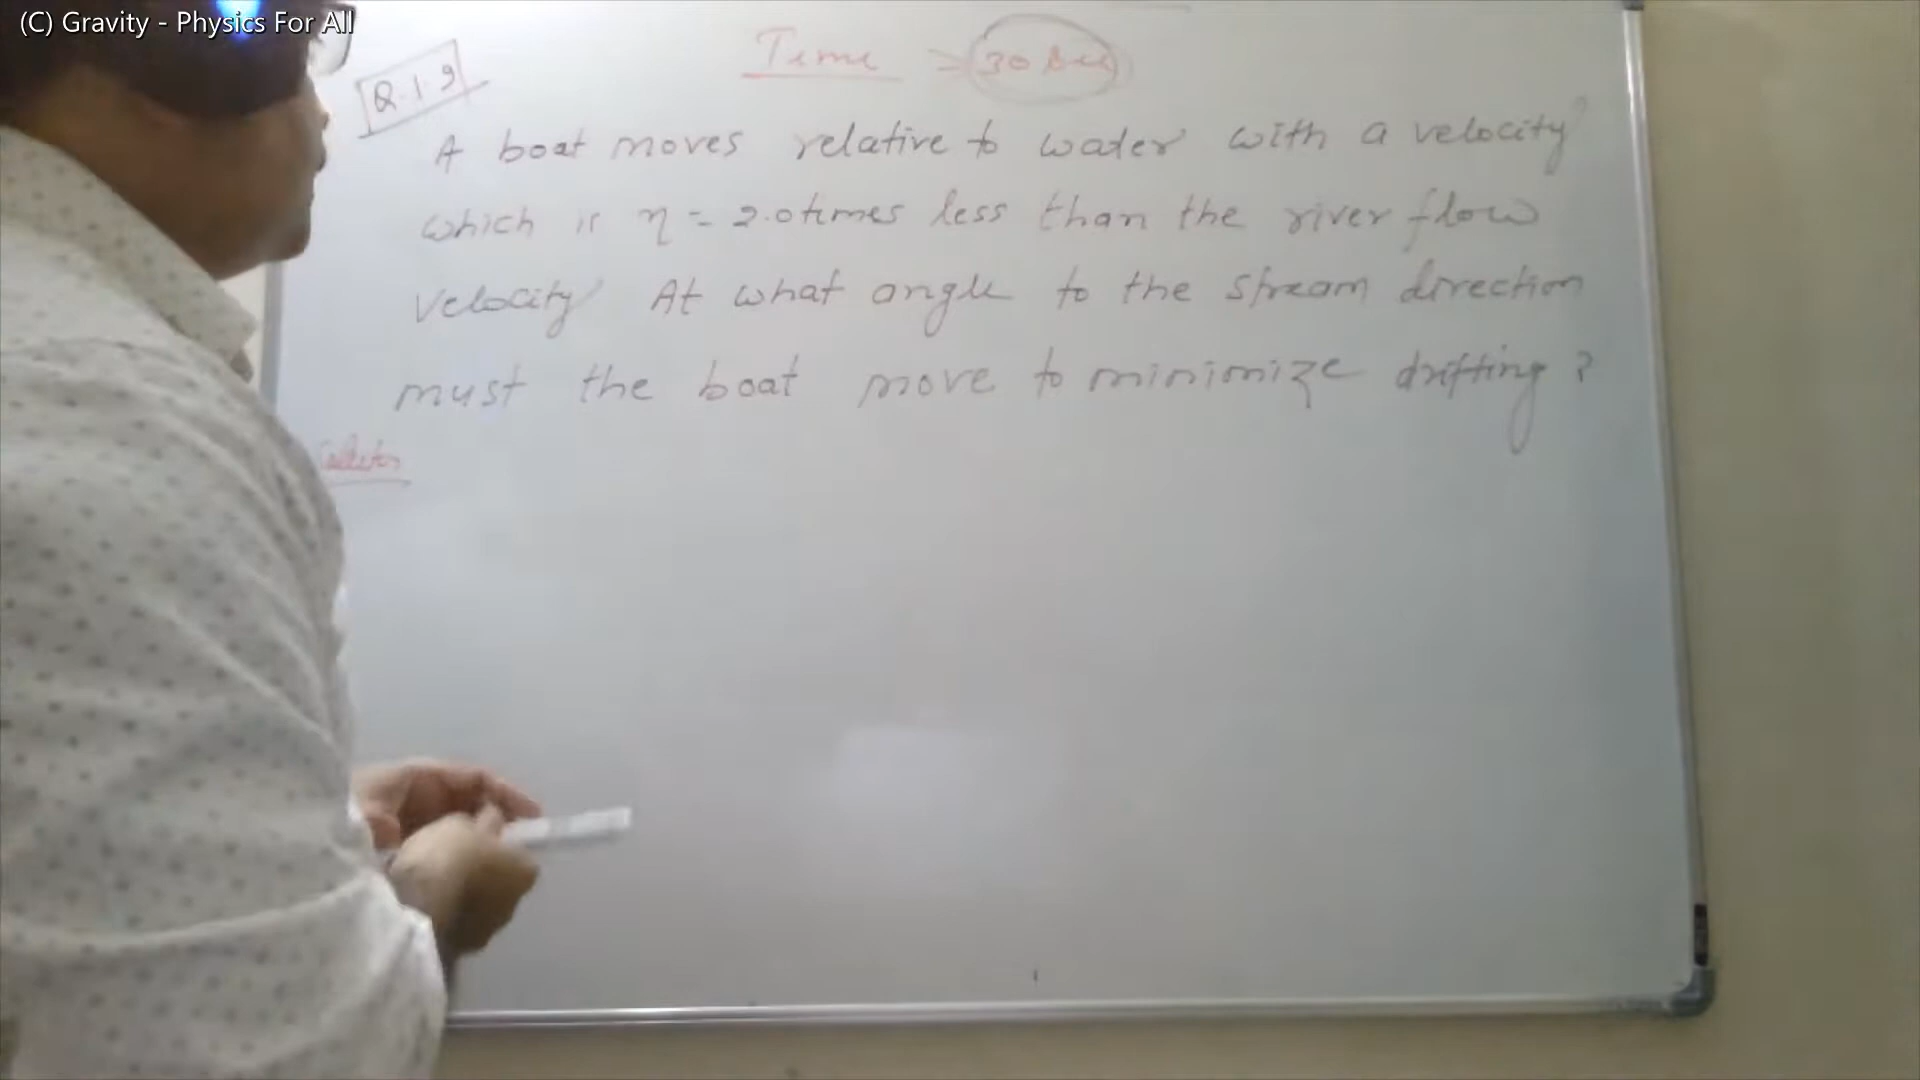 (C) Gravity - Physics For All
Time = 30 Sec
Q.1.9
A boat moves relative to water with a velocity
which is η = 2.0 times less than the river flow
velocity At what angle to the stream direction
must the boat move to minimize drifting ?